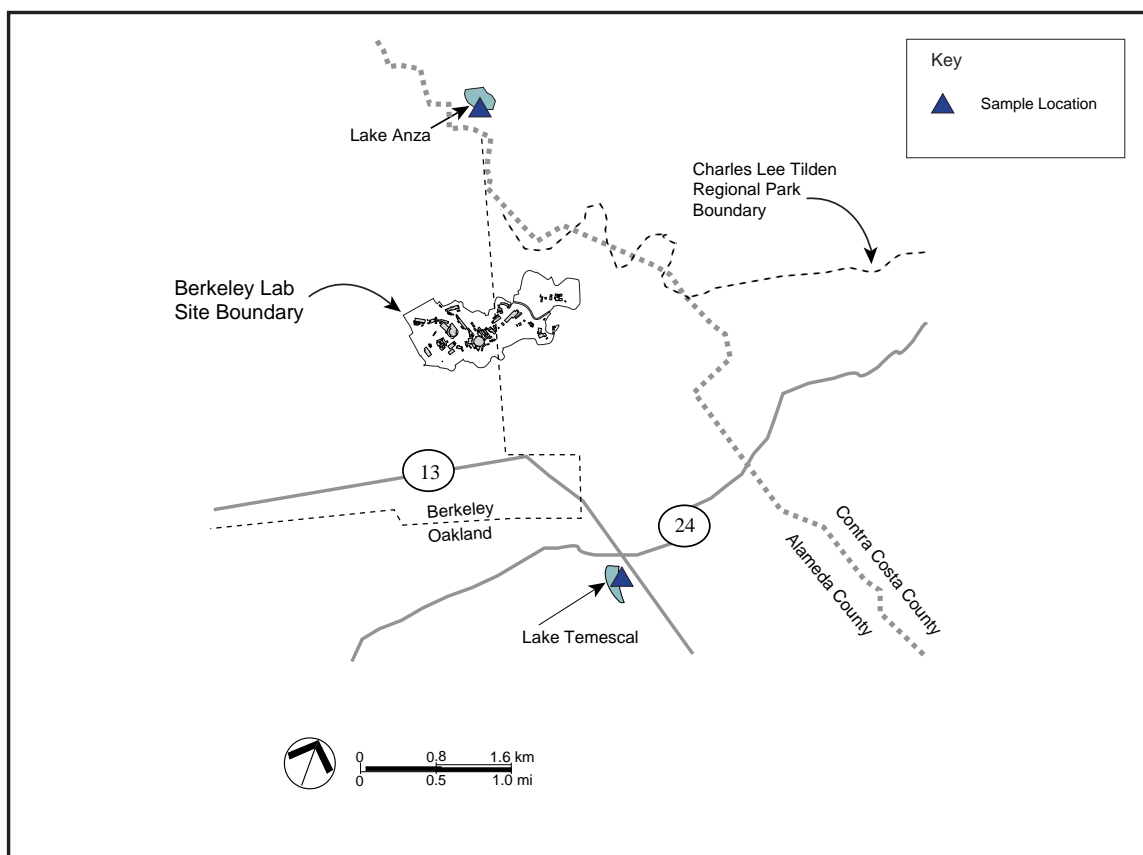 Key
Sample Location
Lake Anza
Charles Lee Tilden
Regional Park
Boundary
Berkeley Lab
Site Boundary
13
Berkeley
Oakland
24
Contra Costa County
Alameda County
Lake Temescal
0 0.8 1.6 km
0 0.5 1.0 mi